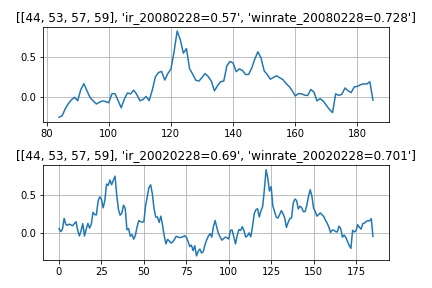 [[44, 53, 57, 59], 'ir_20080228=0.57', 'winrate_20080228=0.728']
0.5
0.0
80 100 120 140 160 180
[[44, 53, 57, 59], 'ir_20020228=0.69', 'winrate_20020228=0.701']
0.5
0.0
0 25 50 75 100 125 150 175